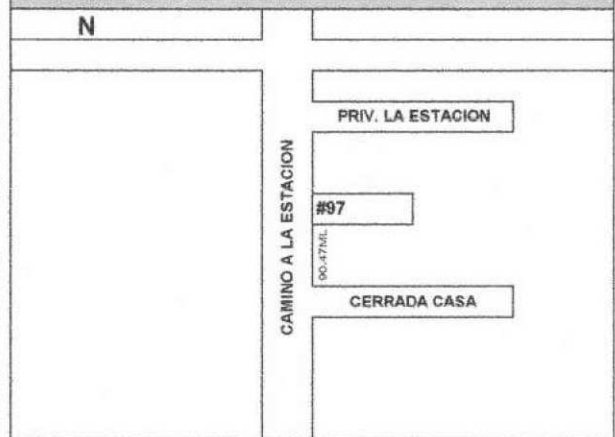 N
PRIV. LA ESTACION
CAMINO A LA ESTACION
#97
90.47ML
CERRADA CASA